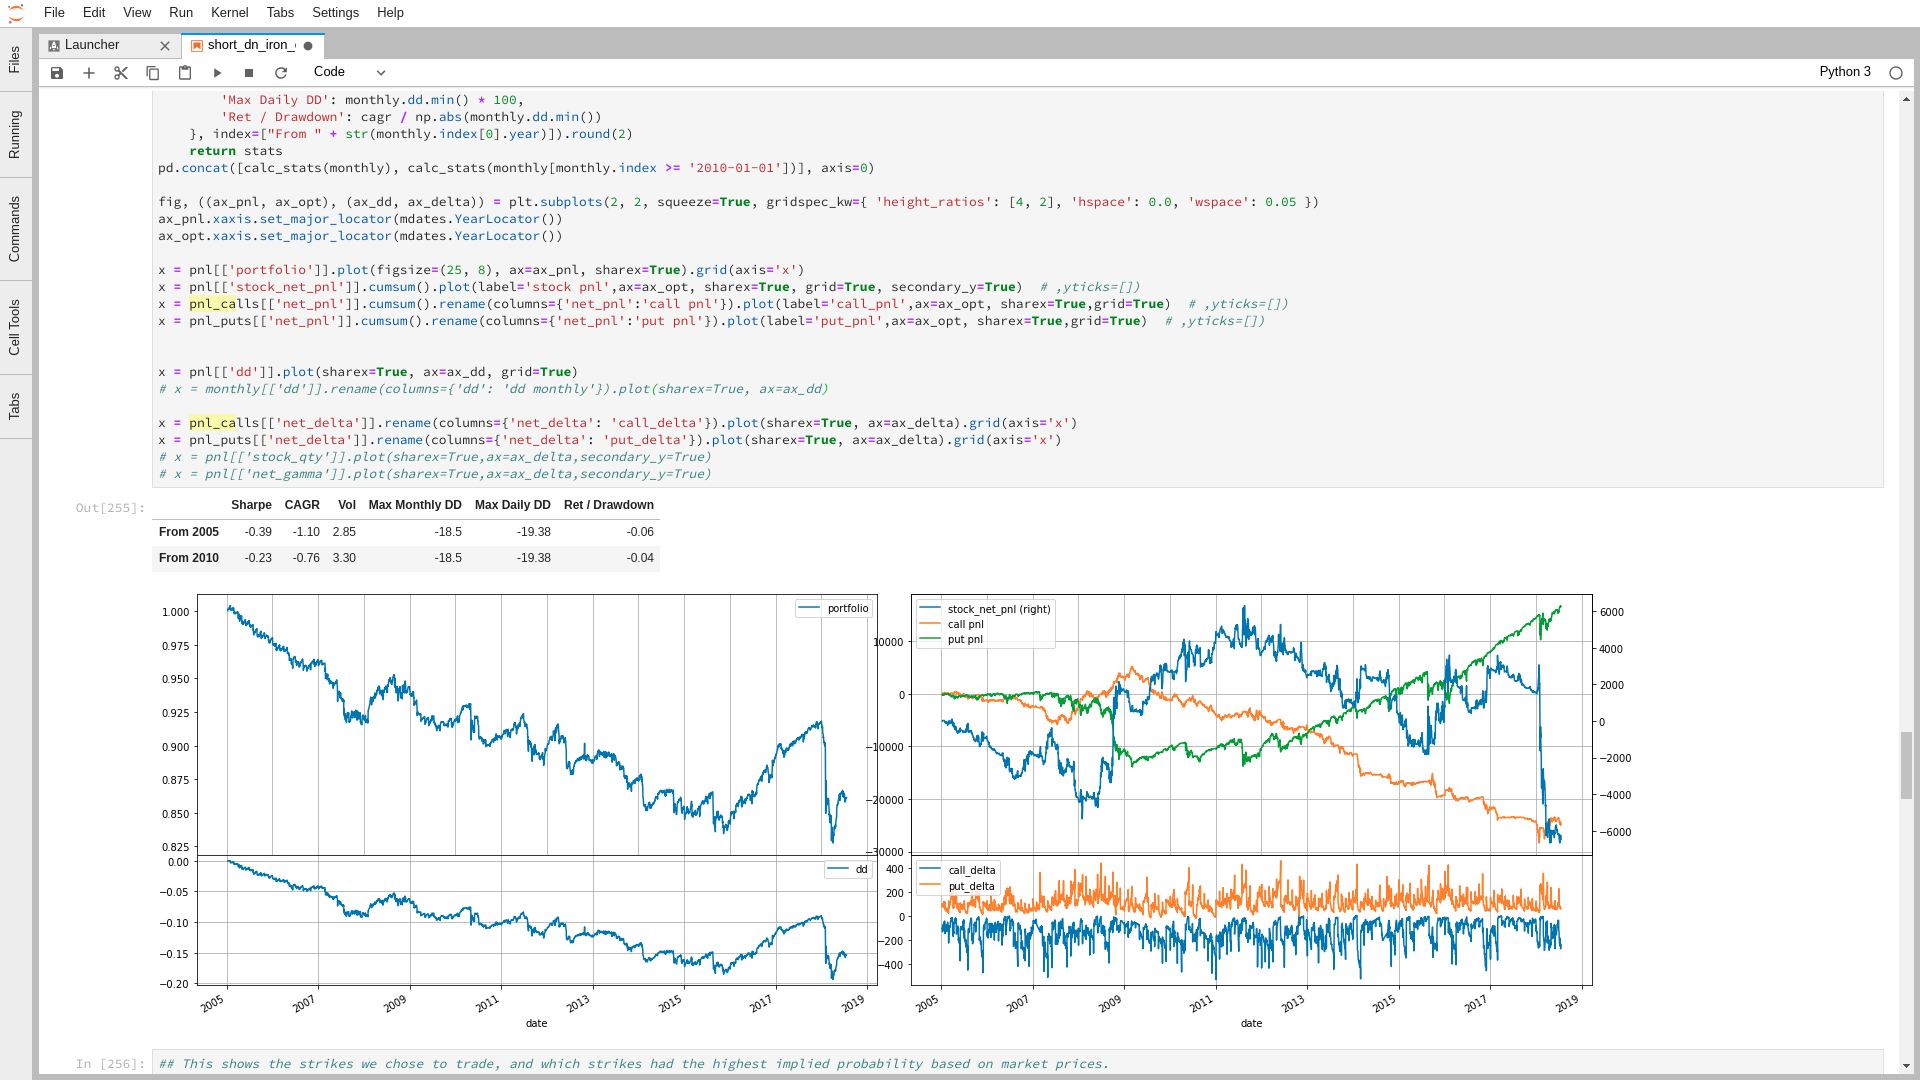 File Edit View Run Kernel Tabs Settings Help
Files
Running
Commands
Cell Tools
Tabs
Launcher
short_dn_iron_
Code
Python 3
'Max Daily DD': monthly.dd.min() * 100,
'Ret / Drawdown': cagr / np.abs(monthly.dd.min())
}, index=["From " + str(monthly.index[0].year)]).round(2)
return stats
pd.concat([calc_stats(monthly), calc_stats(monthly[monthly.index >= '2010-01-01'])], axis=0)
fig, ((ax_pnl, ax_opt), (ax_dd, ax_delta)) = plt.subplots(2, 2, squeeze=True, gridspec_kw={ 'height_ratios': [4, 2], 'hspace': 0.0, 'wspace': 0.05 })
ax_pnl.xaxis.set_major_locator(mdates.YearLocator())
ax_opt.xaxis.set_major_locator(mdates.YearLocator())
x = pnl[['portfolio']].plot(figsize=(25, 8), ax=ax_pnl, sharex=True).grid(axis='x')
x = pnl[['stock_net_pnl']].cumsum().plot(label='stock pnl',ax=ax_opt, sharex=True, grid=True, secondary_y=True)  # ,yticks=[])
x = pnl_calls[['net_pnl']].cumsum().rename(columns={'net_pnl':'call pnl'}).plot(label='call_pnl',ax=ax_opt, sharex=True,grid=True)  # ,yticks=[])
x = pnl_puts[['net_pnl']].cumsum().rename(columns={'net_pnl':'put pnl'}).plot(label='put_pnl',ax=ax_opt, sharex=True,grid=True)  # ,yticks=[])
x = pnl[['dd']].plot(sharex=True, ax=ax_dd, grid=True)
# x = monthly[['dd']].rename(columns={'dd': 'dd monthly'}).plot(sharex=True, ax=ax_dd)
x = pnl_calls[['net_delta']].rename(columns={'net_delta': 'call_delta'}).plot(sharex=True, ax=ax_delta).grid(axis='x')
x = pnl_puts[['net_delta']].rename(columns={'net_delta': 'put_delta'}).plot(sharex=True, ax=ax_delta).grid(axis='x')
# x = pnl[['stock_qty']].plot(sharex=True,ax=ax_delta,secondary_y=True)
# x = pnl[['net_gamma']].plot(sharex=True,ax=ax_delta,secondary_y=True)
Out[255]:
Sharpe CAGR Vol Max Monthly DD Max Daily DD Ret / Drawdown
From 2005 -0.39 -1.10 2.85 -18.5 -19.38 -0.06
From 2010 -0.23 -0.76 3.30 -18.5 -19.38 -0.04
portfolio
1.000
0.975
0.950
0.925
0.900
0.875
0.850
0.825
dd
0.00
−0.05
−0.10
−0.15
−0.20
2005 2007 2009 2011 2013 2015 2017 2019
date
stock_net_pnl (right)
call pnl
put pnl
10000
0
−10000
−20000
−30000
6000
4000
2000
0
−2000
−4000
−6000
call_delta
put_delta
400
200
0
−200
−400
2005 2007 2009 2011 2013 2015 2017 2019
date
In [256]:
## This shows the strikes we chose to trade, and which strikes had the highest implied probability based on market prices.